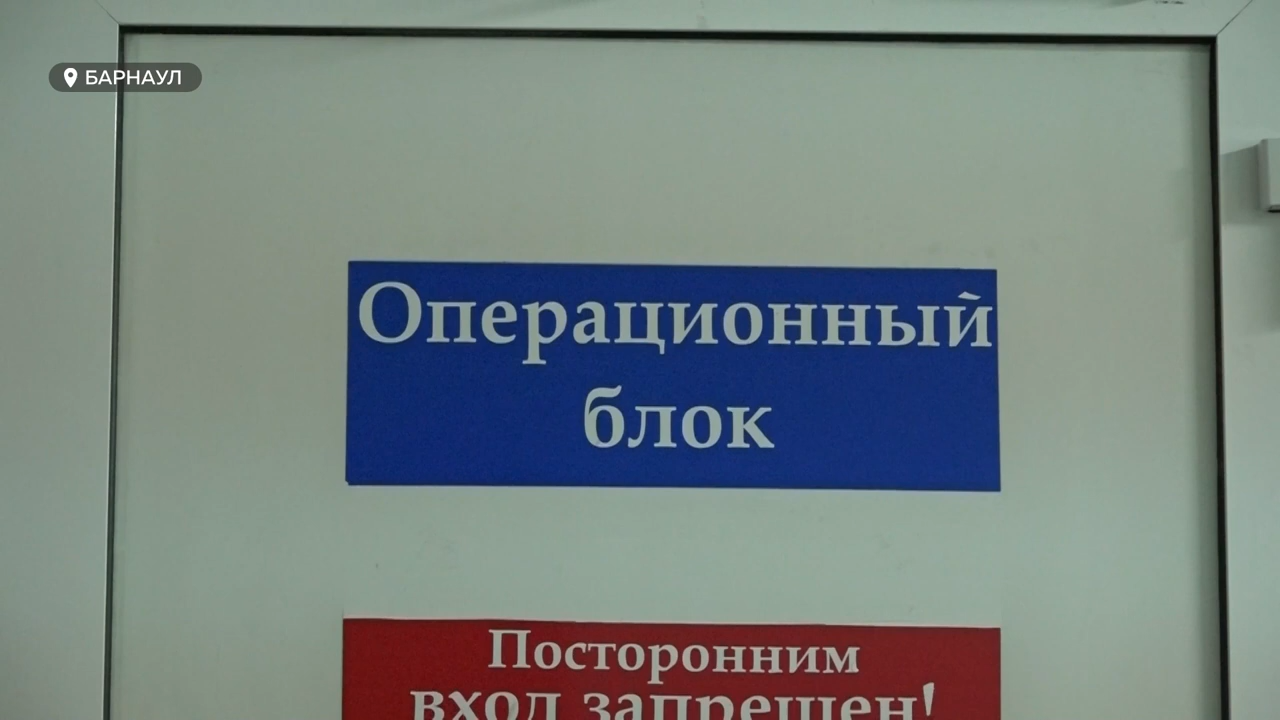 БАРНАУЛ
Операционный
блок
Посторонним
вход запрещен!